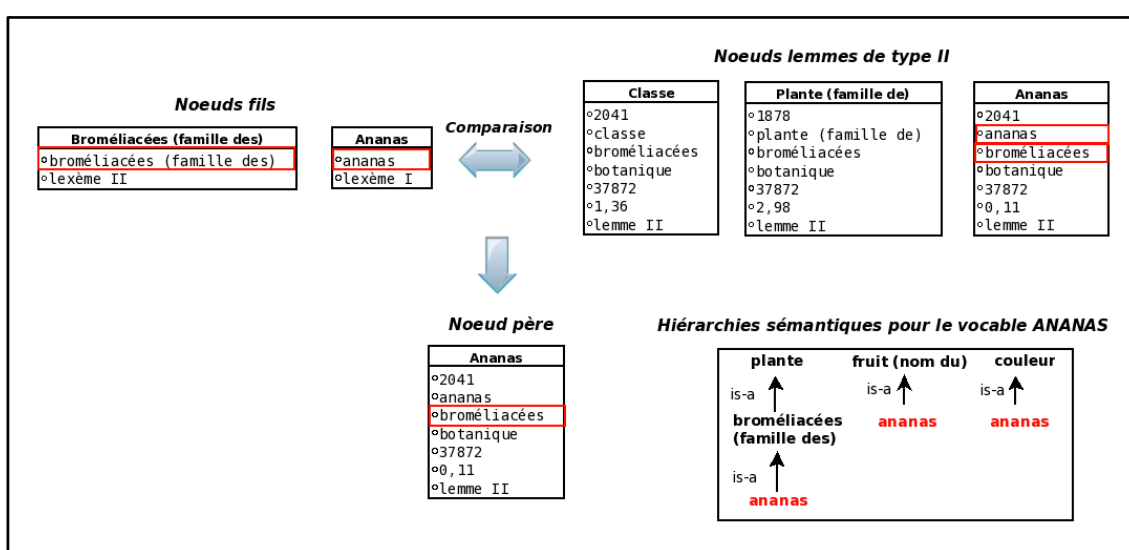 Noeuds lemmes de type II
Noeuds fils
Comparaison
Broméliacées (famille des)
broméliacées (famille des)
lexème II
Ananas
ananas
lexème I
Classe
2041
classe
broméliacées
botanique
37872
1,36
lemme II
Plante (famille de)
1878
plante (famille de)
broméliacées
botanique
37872
2,98
lemme II
Ananas
2041
ananas
broméliacées
botanique
37872
0,11
lemme II
Noeud père
Ananas
2041
ananas
broméliacées
botanique
37872
0,11
lemme II
Hiérarchies sémantiques pour le vocable ANANAS
plante fruit (nom du) couleur
is-a is-a is-a
broméliacées ananas ananas
(famille des)
is-a
ananas